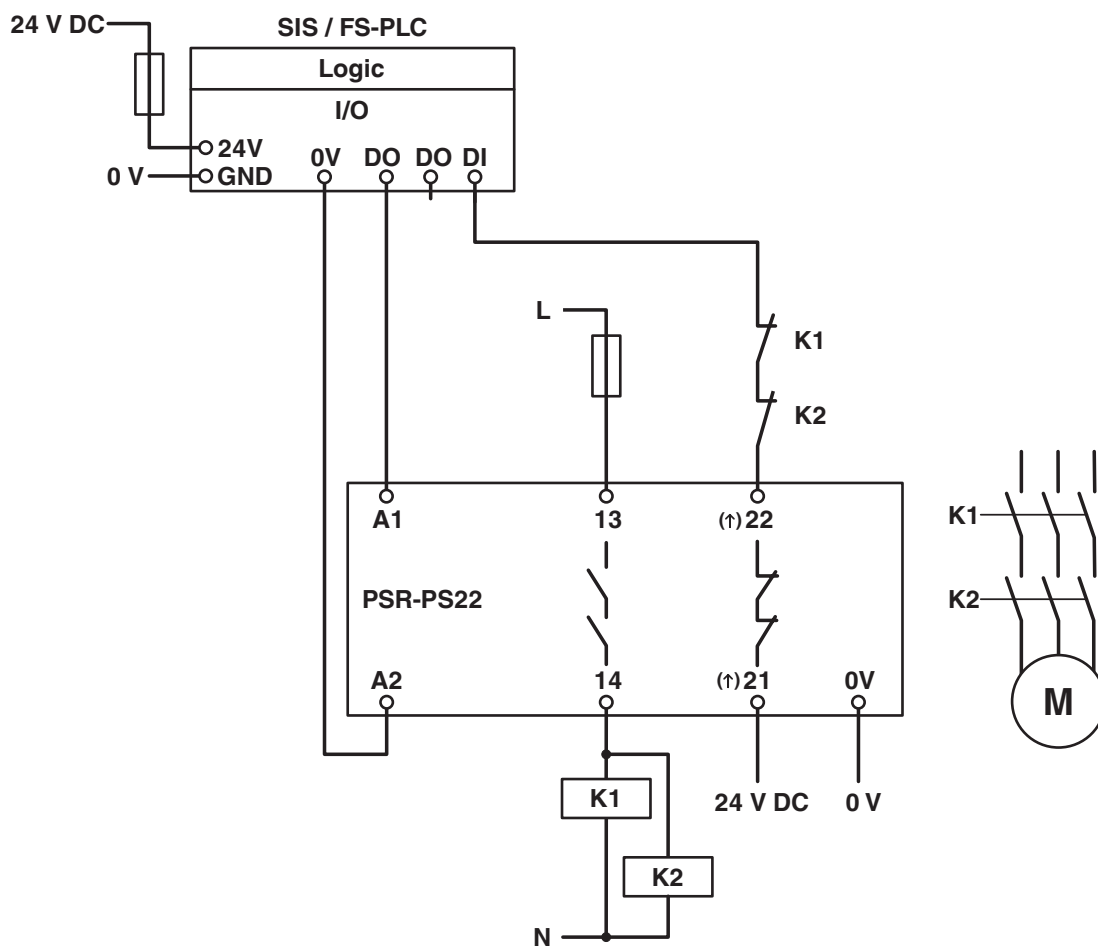 24 V DC
SIS / FS-PLC
Logic
I/O
24V
0V DO DO DI
0 V
GND
L
K1
K2
A1 13 (↑) 22
K1
PSR-PS22
K2
A2 14 (↑) 21 0V
M
K1
24 V DC 0 V
K2
N